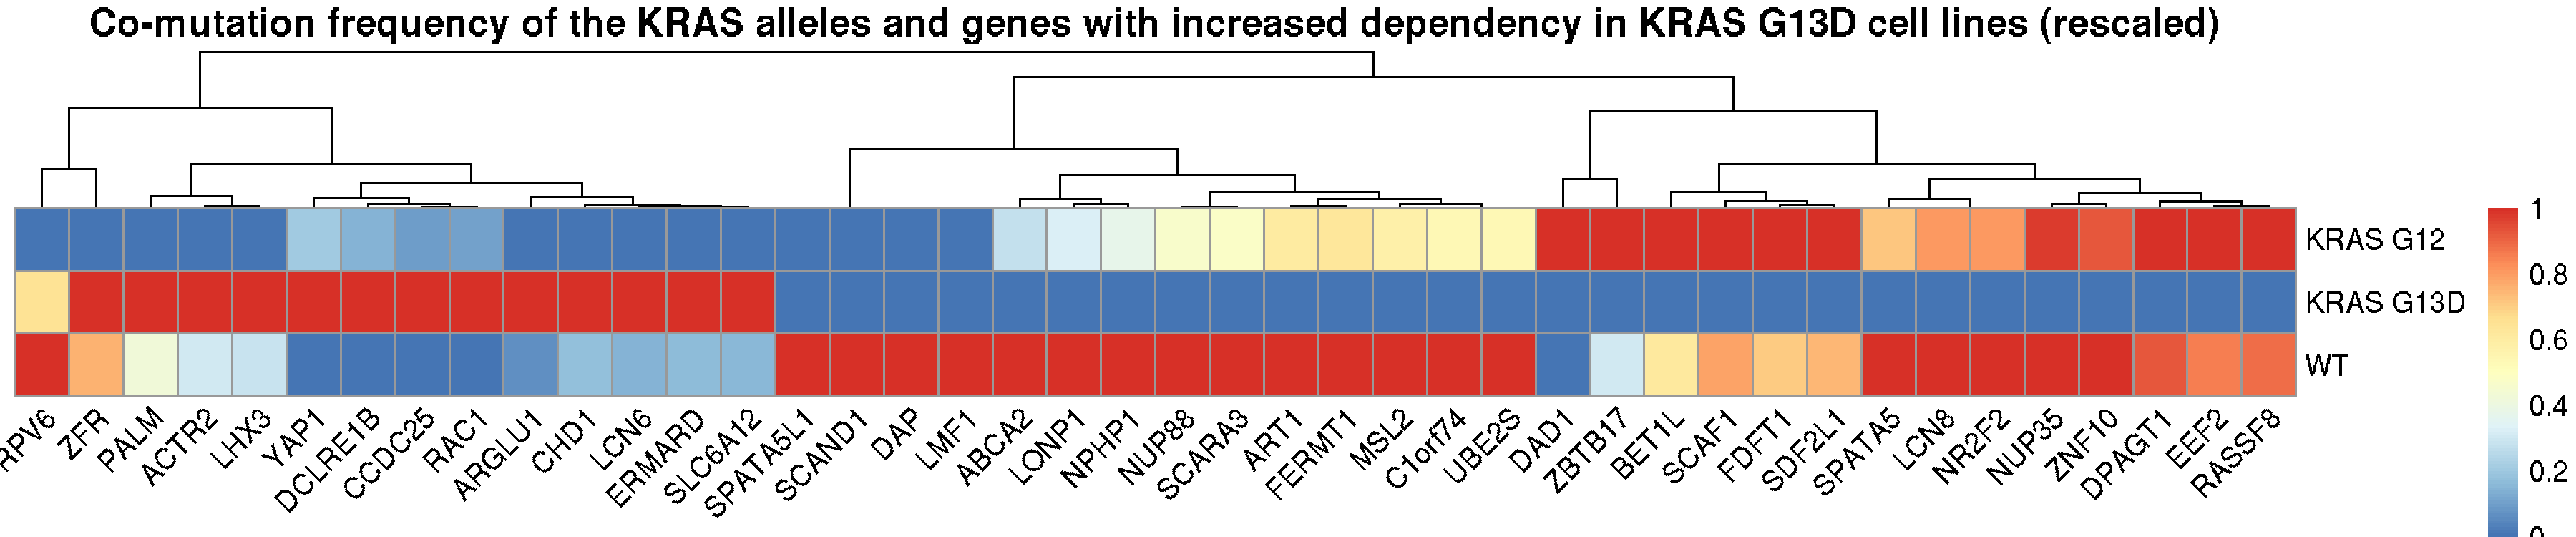 Co-mutation frequency of the KRAS alleles and genes with increased dependency in KRAS G13D cell lines (rescaled)
1
KRAS G12
0.8
KRAS G13D
0.6
WT
0.4
0.2
0
RPV6
ZFR
PALM
ACTR2
LHX3
YAP1
DCLRE1B
CCDC25
RAC1
ARGLU1
CHD1
LCN6
ERMARD
SLC6A12
SPATA5L1
SCAND1
DAP
LMF1
ABCA2
LONP1
NPHP1
NUP88
SCARA3
ART1
FERMT1
MSL2
C1orf74
UBE2S
DAD1
ZBTB17
BET1L
SCAF1
FDFT1
SDF2L1
SPATA5
LCN8
NR2F2
NUP35
ZNF10
DPAGT1
EEF2
RASSF8